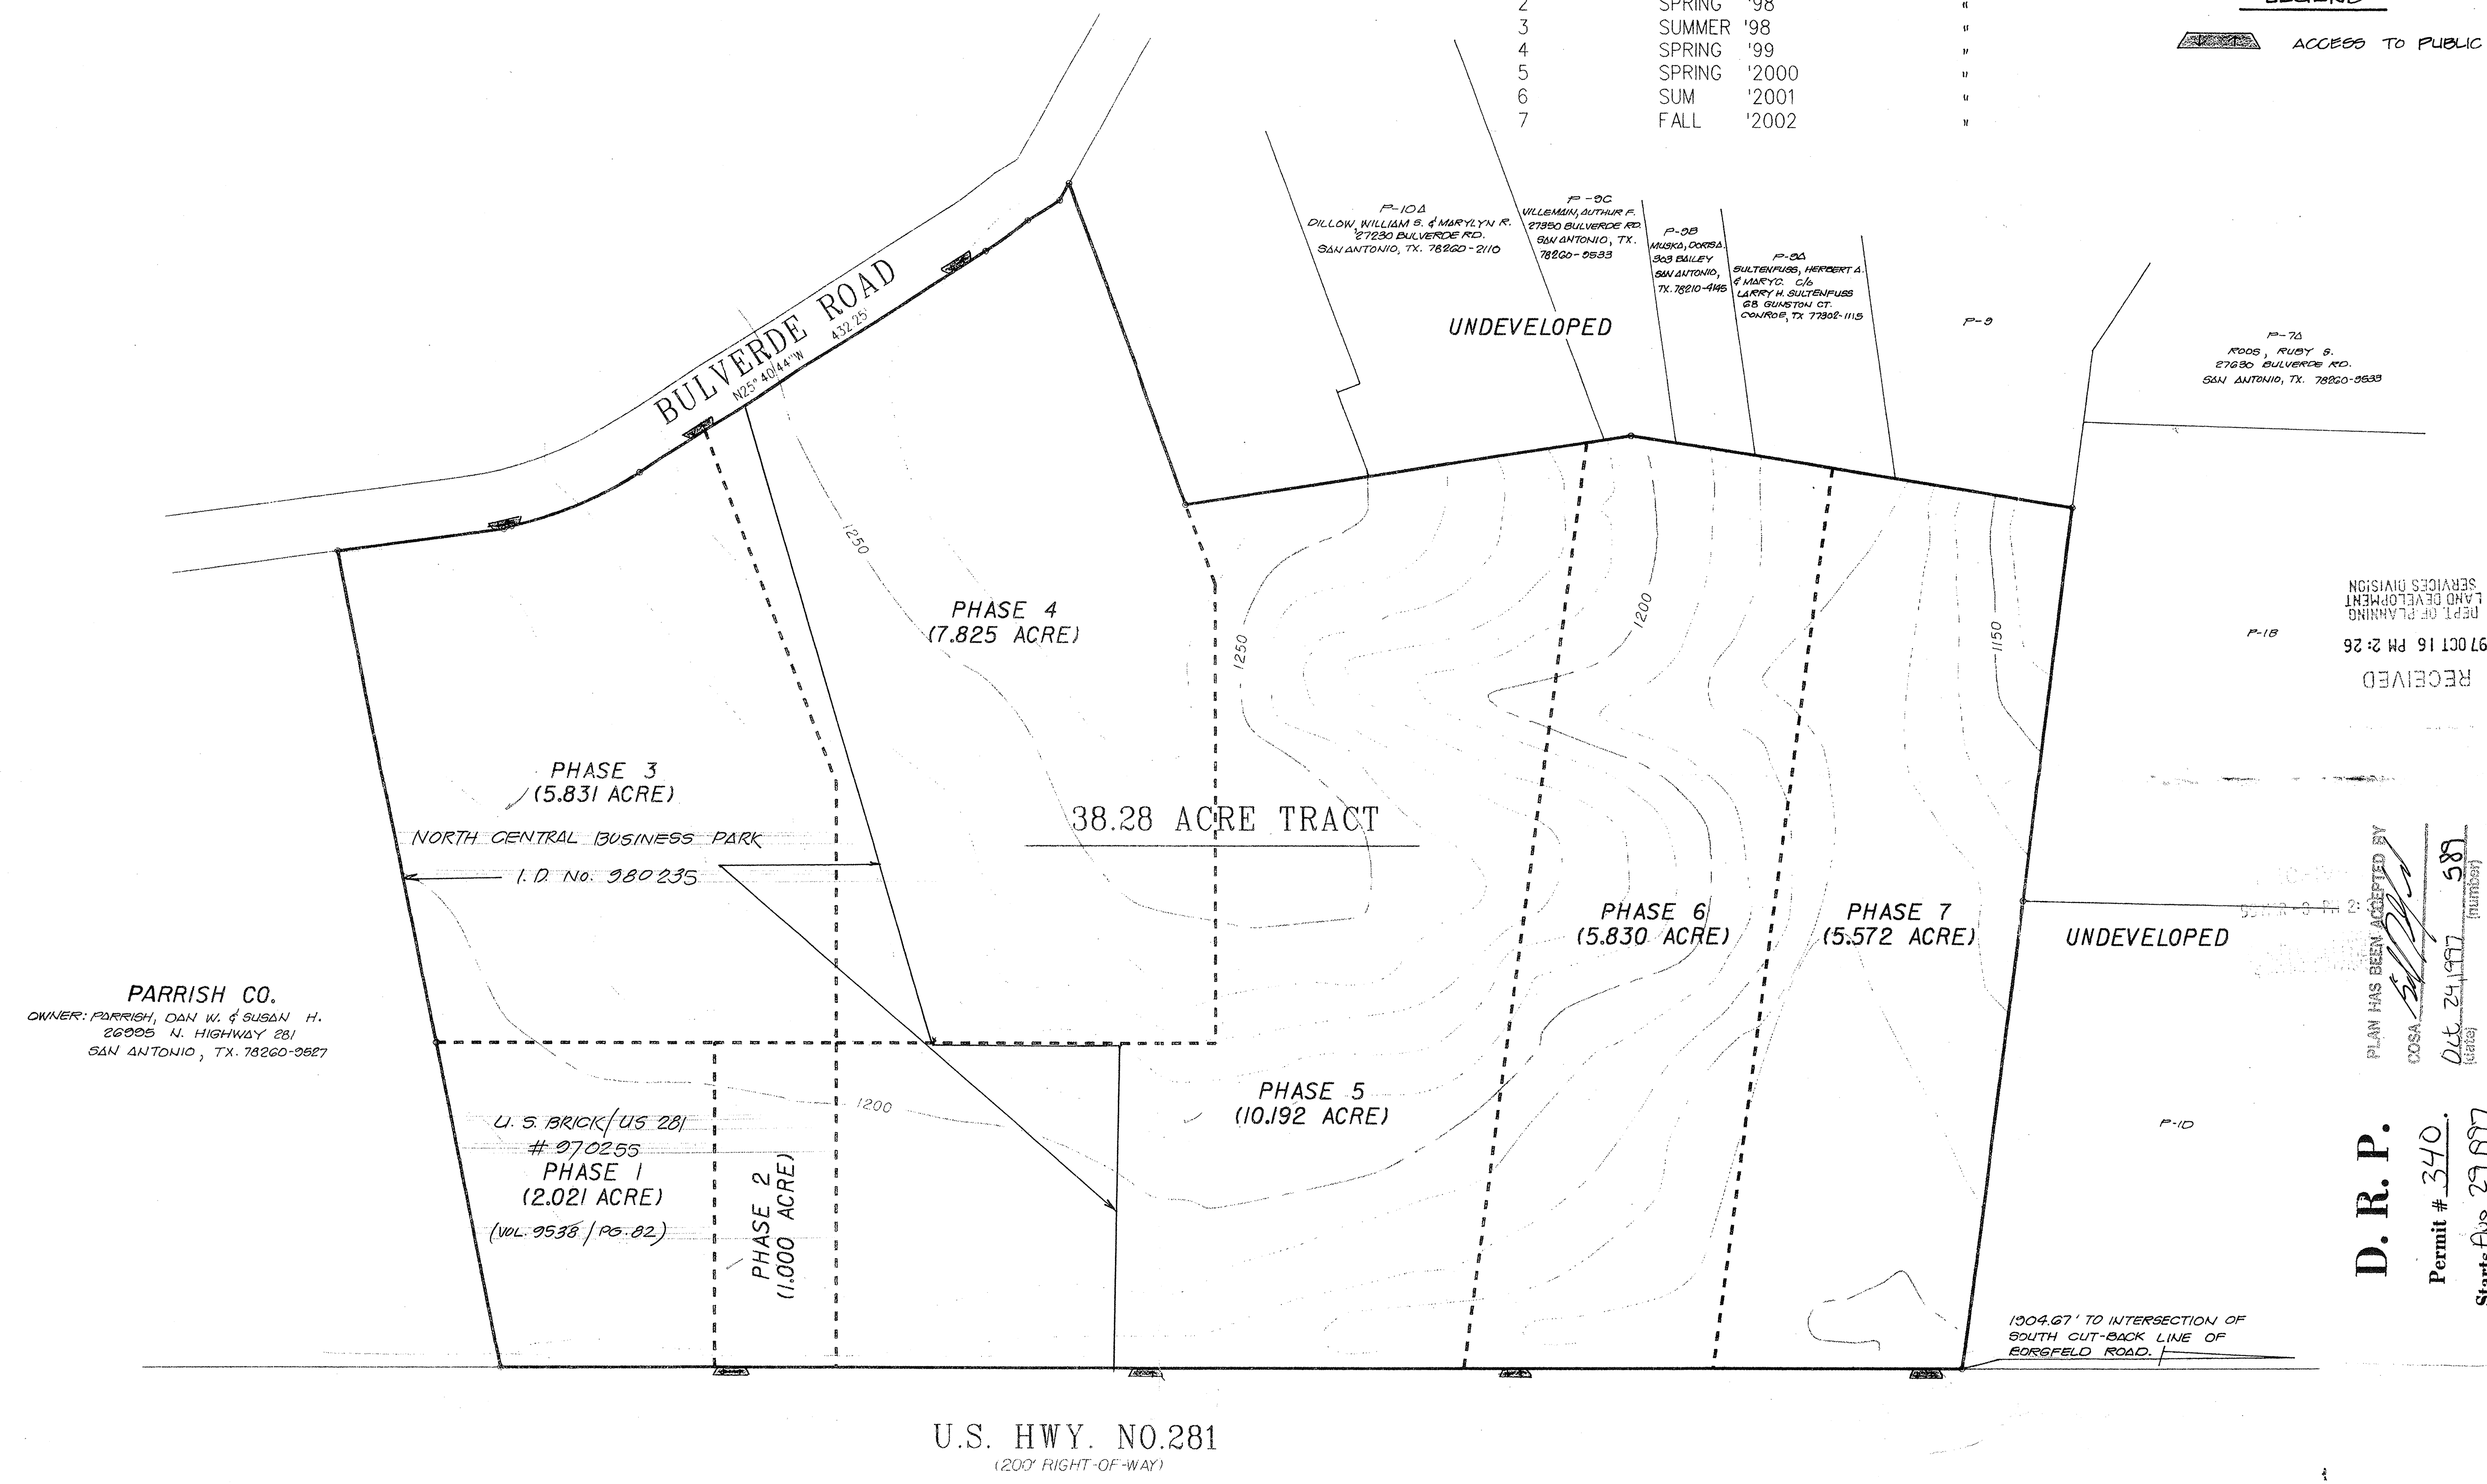 2 SPRING '98 "
3 SUMMER '98 "
4 SPRING '99 "
5 SPRING '2000 "
6 SUM '2001 "
7 FALL '2002 "
LEGEND
ACCESS TO PUBLIC
BULVERDE ROAD
N25°40'44"W 432.25'
P-10A
DILLOW, WILLIAM S. & MARYLYN R.
27230 BULVERDE RD.
SAN ANTONIO, TX. 78260-2110
P-9C
VILLEMAIN, AUTHUR F.
27350 BULVERDE RD.
SAN ANTONIO, TX.
78260-9533
P-9B
MUSKA, DORIS A.
303 BAILEY
SAN ANTONIO,
TX. 78210-4145
P-9A
SULTENFUSS, HERBERT A.
& MARY C. C/O
LARRY H. SULTENFUSS
68 GUNSTON CT.
CONROE, TX 77302-1115
P-9
P-7A
ROOS, RUBY S.
27630 BULVERDE RD.
SAN ANTONIO, TX. 78260-9533
UNDEVELOPED
1250
PHASE 4
(7.825 ACRE)
1250
1200
1150
P-1B
RECEIVED
97 OCT 16 PM 2:26
DEPT. OF PLANNING
LAND DEVELOPMENT
SERVICES DIVISION
PHASE 3
(5.831 ACRE)
NORTH CENTRAL BUSINESS PARK
I.D. No. 980235
38.28 ACRE TRACT
PHASE 6
(5.830 ACRE)
PHASE 7
(5.572 ACRE)
UNDEVELOPED
PLAN HAS BEEN ACCEPTED BY
COSA
Oct 24, 1997 589
(date) (number)
PARRISH CO.
OWNER: PARRISH, DAN W. & SUSAN H.
26995 N. HIGHWAY 281
SAN ANTONIO, TX. 78260-9527
1200
PHASE 5
(10.192 ACRE)
U.S. BRICK/US 281
# 970255
PHASE 1
(2.021 ACRE)
(VOL. 9538 / PG. 82)
PHASE 2
(1.000 ACRE)
P-1D
D. R. P.
Permit # 340
Starts
1904.67' TO INTERSECTION OF
SOUTH CUT-BACK LINE OF
BORGFELD ROAD.
U.S. HWY. NO.281
(200' RIGHT-OF-WAY)